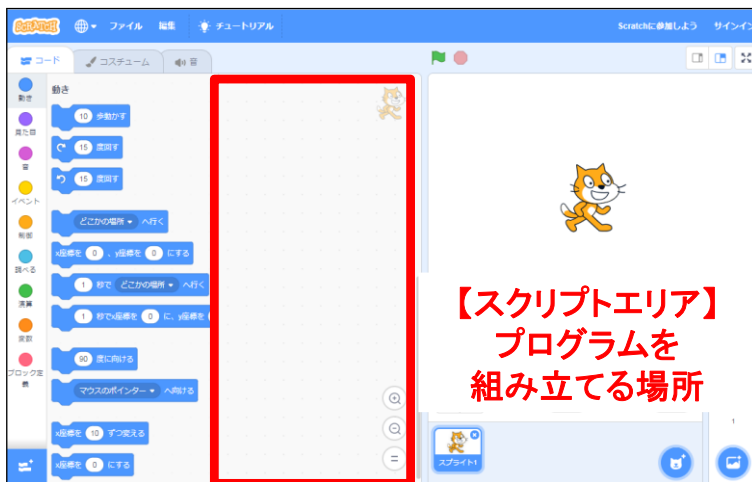 SCRATCH ファイル 編集 チュートリアル Scratchに参加しよう サインイン
コード コスチューム 音
動き
見た目
音
イベント
制御
調べる
演算
変数
ブロック定義
動き
10 歩動かす
15 度回す
15 度回す
どこかの場所 へ行く
x座標を 0 、y座標を 0 にする
1 秒で どこかの場所 へ行く
1 秒でx座標を 0 に、y座標を
90 度に向ける
マウスのポインター へ向ける
x座標を 10 ずつ変える
x座標を 0 にする
【スクリプトエリア】
プログラムを
組み立てる場所
スプライト1
1